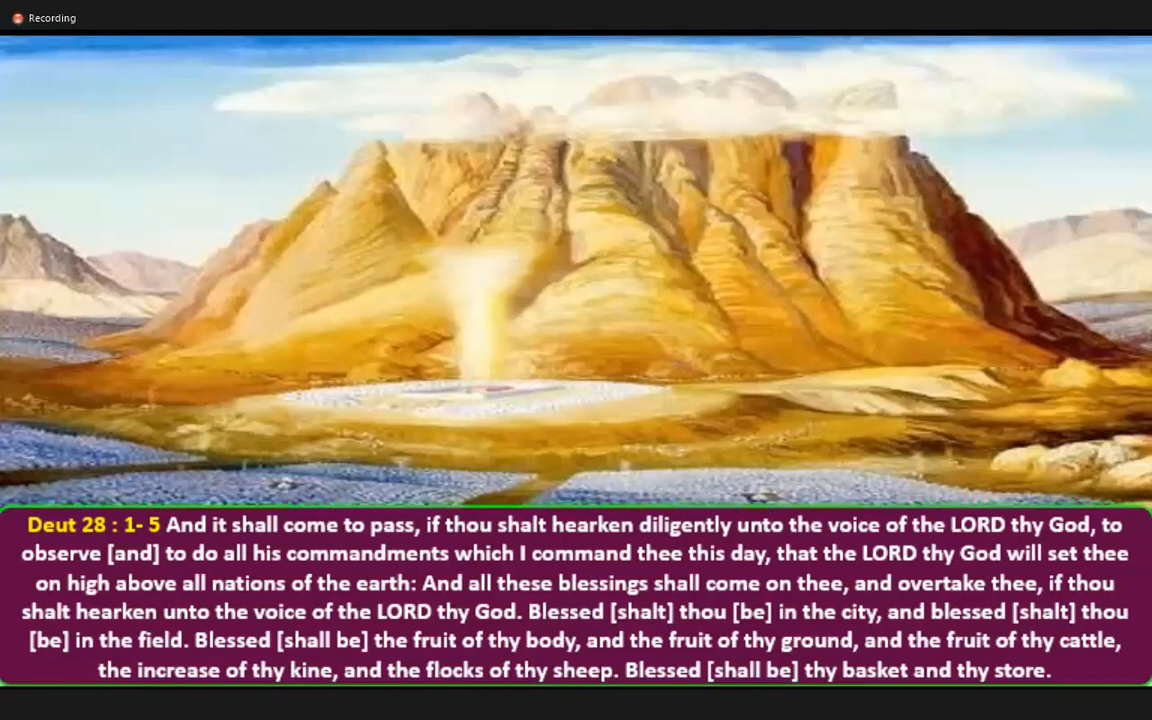 Recording
Deut 28 : 1- 5 And it shall come to pass, if thou shalt hearken diligently unto the voice of the LORD thy God, to
observe [and] to do all his commandments which I command thee this day, that the LORD thy God will set thee
on high above all nations of the earth: And all these blessings shall come on thee, and overtake thee, if thou
shalt hearken unto the voice of the LORD thy God. Blessed [shalt] thou [be] in the city, and blessed [shalt] thou
[be] in the field. Blessed [shall be] the fruit of thy body, and the fruit of thy ground, and the fruit of thy cattle,
the increase of thy kine, and the flocks of thy sheep. Blessed [shall be] thy basket and thy store.